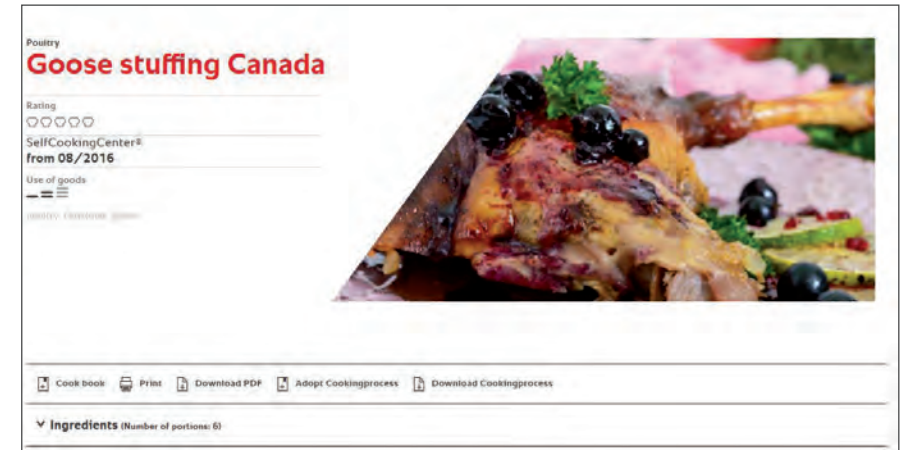 Poultry
Goose stuffing Canada
Rating
SelfCookingCenter®
from 08/2016
Use of goods
Cook book Print Download PDF Adopt Cookingprocess Download Cookingprocess
Ingredients (Number of portions: 6)